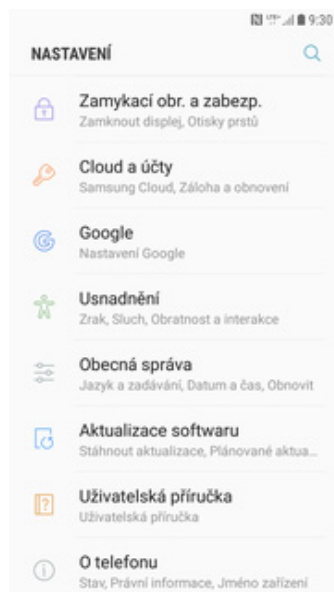 9:30
NASTAVENÍ
Zamykací obr. a zabezp.
Zamknout displej, Otisky prstů
Cloud a účty
Samsung Cloud, Záloha a obnovení
Google
Nastavení Google
Usnadnění
Zrak, Sluch, Obratnost a interakce
Obecná správa
Jazyk a zadávání, Datum a čas, Obnovit
Aktualizace softwaru
Stáhnout aktualizace, Plánované aktua...
Uživatelská příručka
Uživatelská příručka
O telefonu
Stav, Právní informace, Jméno zařízení